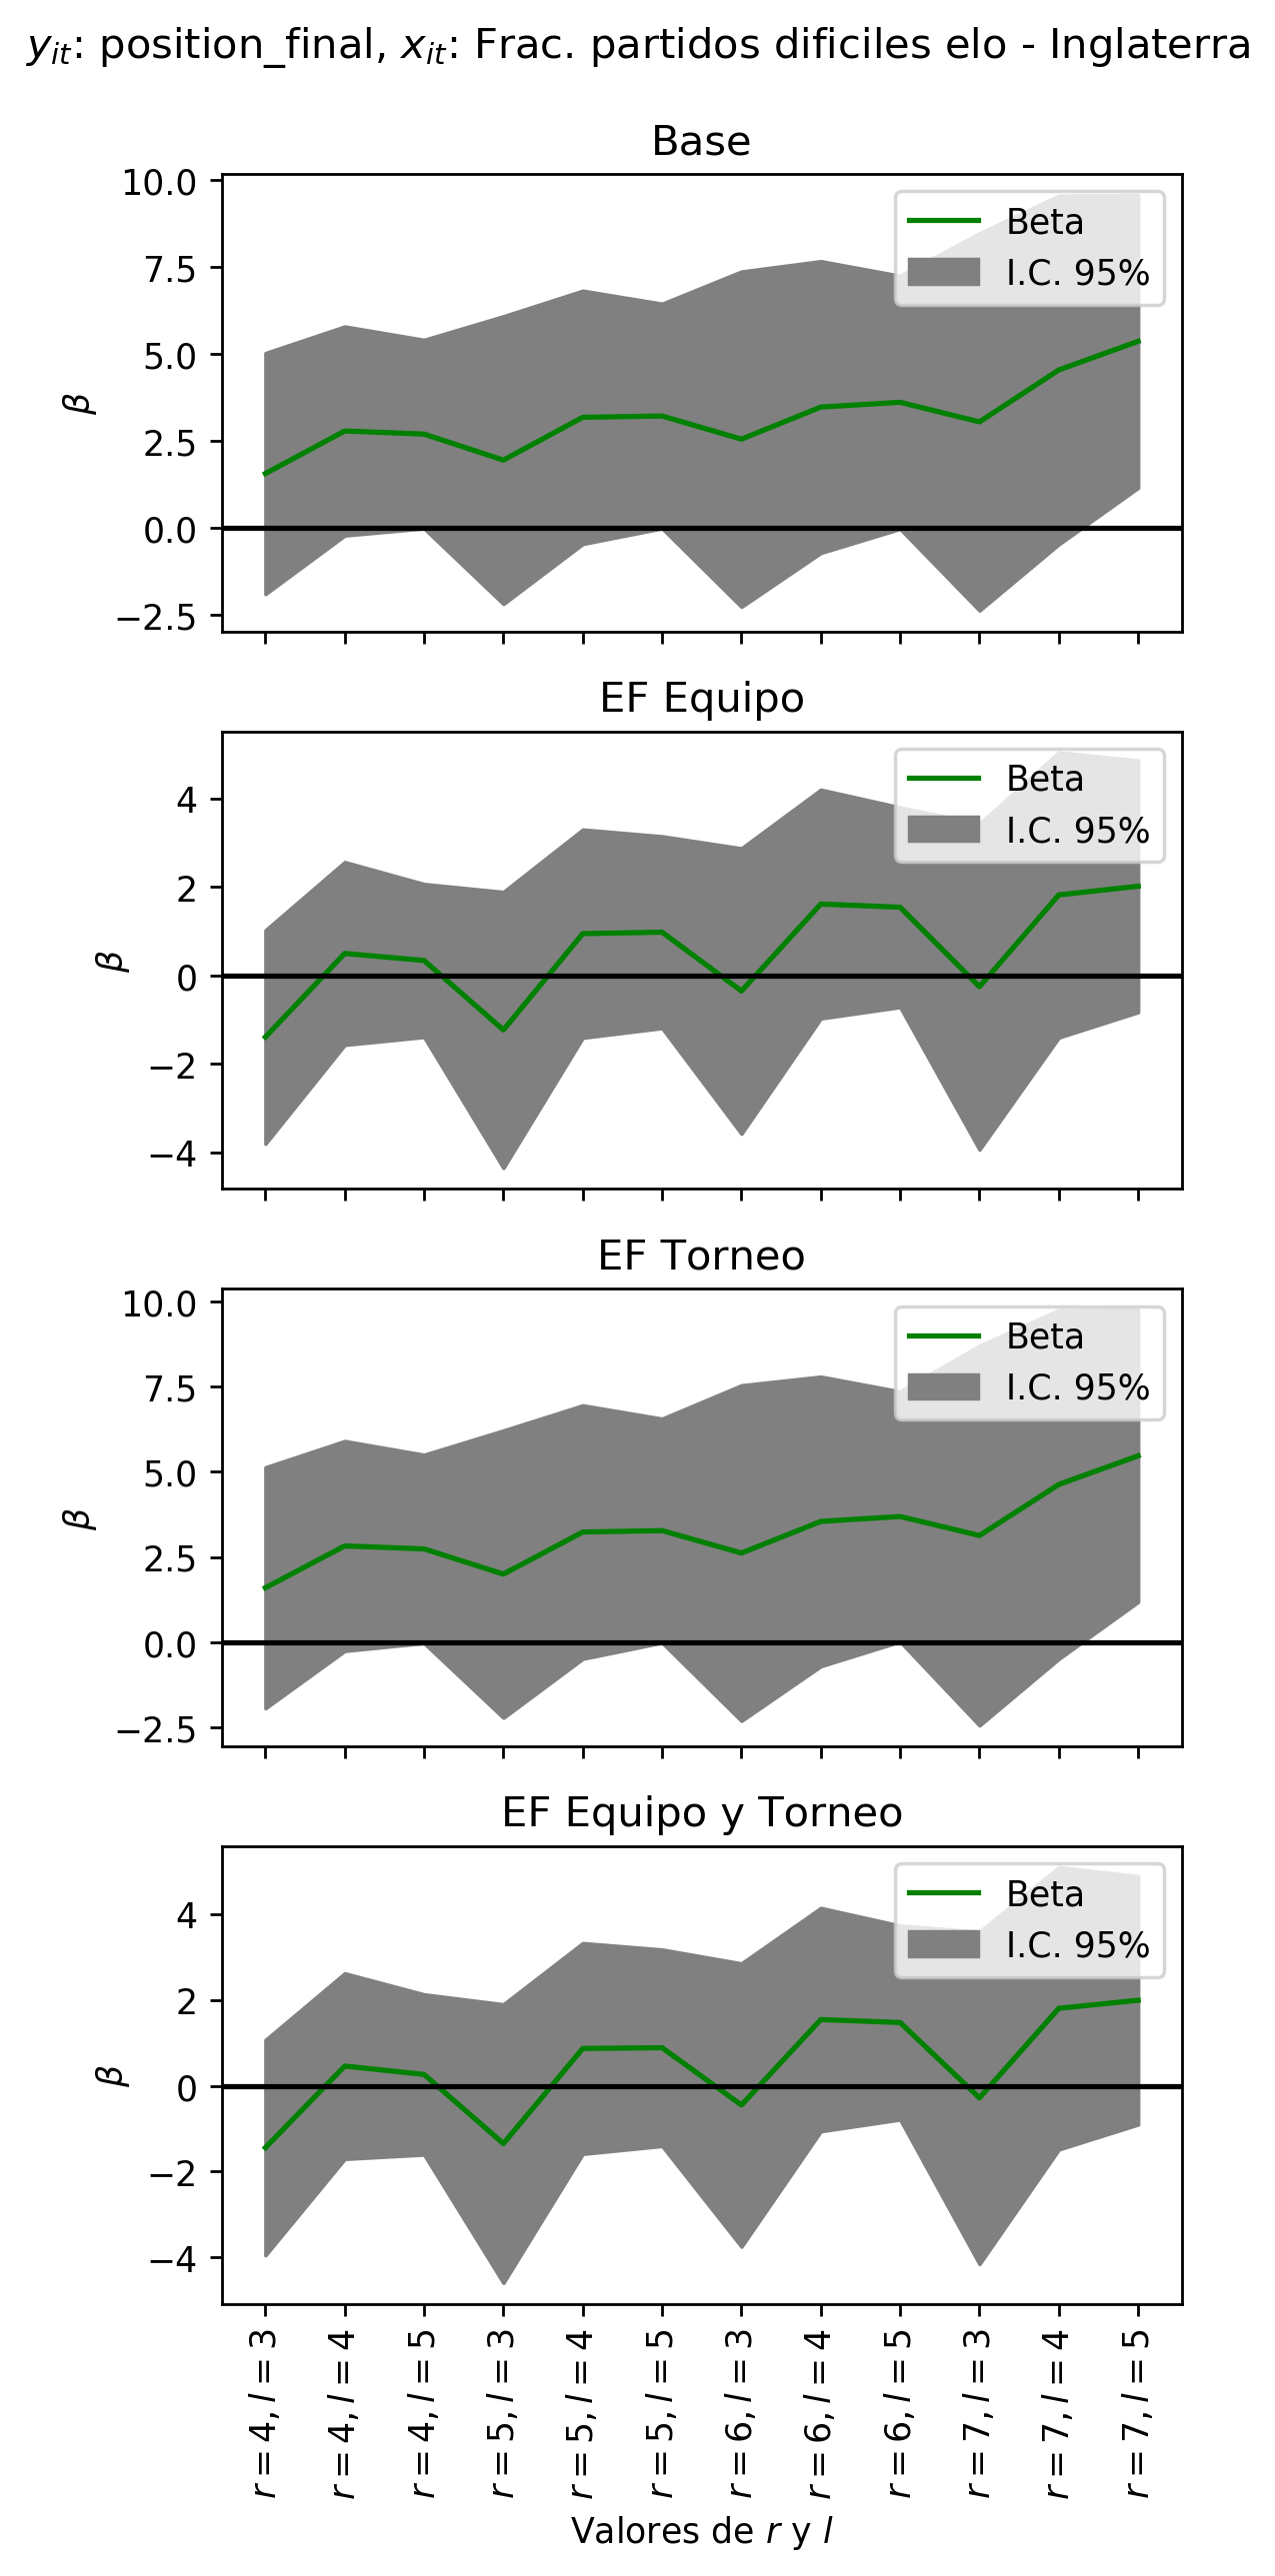 y_it: position_final, x_it: Frac. partidos dificiles elo - Inglaterra
Base
10.0
7.5
5.0
2.5
0.0
−2.5
β
Beta
I.C. 95%
EF Equipo
4
2
0
−2
−4
β
Beta
I.C. 95%
EF Torneo
10.0
7.5
5.0
2.5
0.0
−2.5
β
Beta
I.C. 95%
EF Equipo y Torneo
4
2
0
−2
−4
β
Beta
I.C. 95%
r = 4, l = 3
r = 4, l = 4
r = 4, l = 5
r = 5, l = 3
r = 5, l = 4
r = 5, l = 5
r = 6, l = 3
r = 6, l = 4
r = 6, l = 5
r = 7, l = 3
r = 7, l = 4
r = 7, l = 5
Valores de r y l